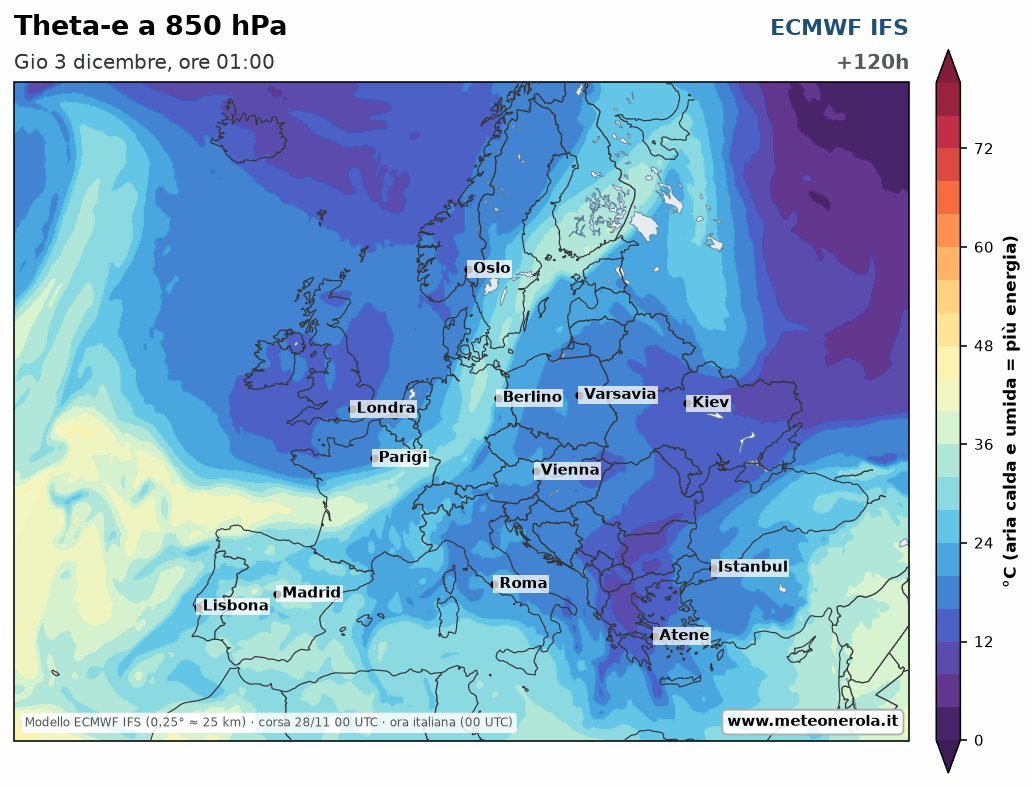 Theta-e a 850 hPa
ECMWF IFS
Gio 3 dicembre, ore 01:00
+120h
Oslo
Berlino
Varsavia
Kiev
Londra
Parigi
Vienna
Istanbul
Roma
Madrid
Lisbona
Atene
Modello ECMWF IFS (0,25° ≈ 25 km) · corsa 28/11 00 UTC · ora italiana (00 UTC)
www.meteonerola.it
72
60
48
36
24
12
0
°C (aria calda e umida = più energia)